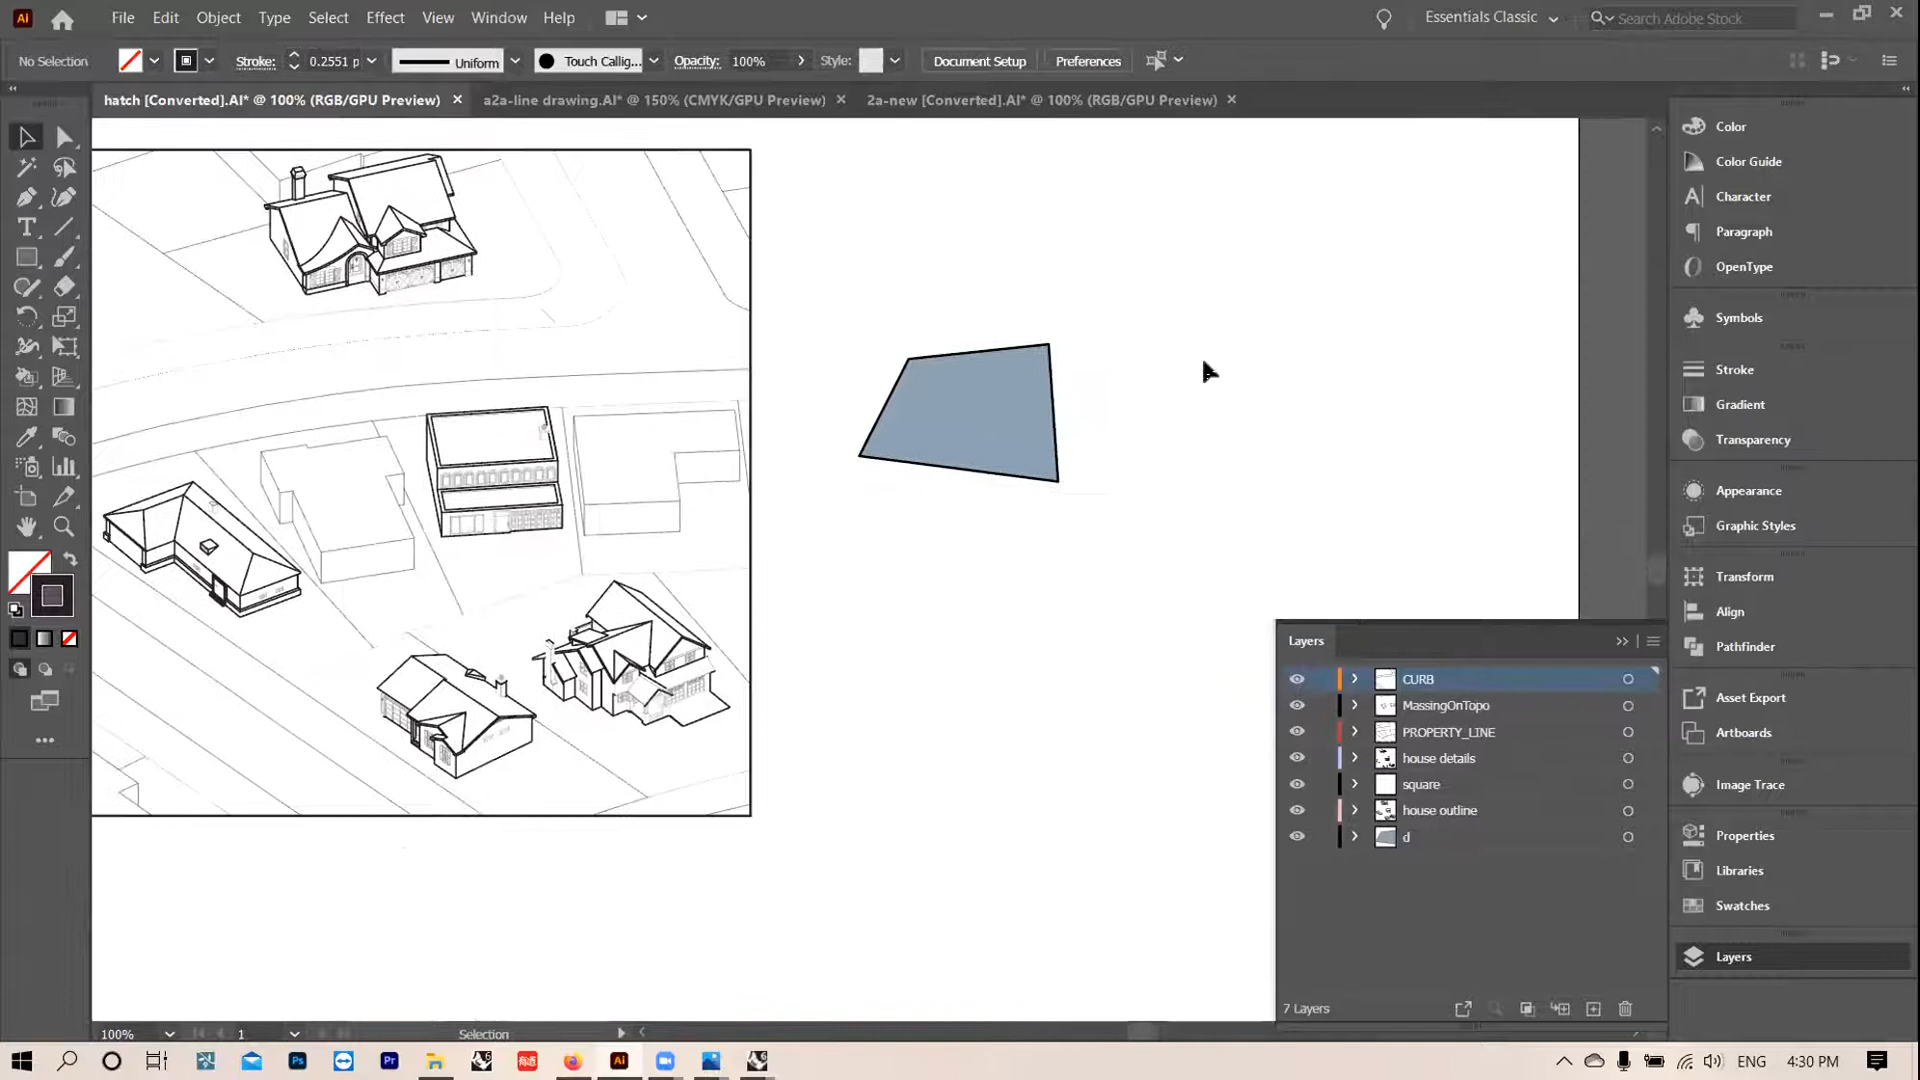 Ai File Edit Object Type Select Effect View Window Help Essentials Classic Search Adobe Stock
No Selection Stroke: 0.2551 p Uniform Touch Callig... Opacity: 100% Style: Document Setup Preferences
hatch [Converted].AI* @ 100% (RGB/GPU Preview) a2a-line drawing.AI* @ 150% (CMYK/GPU Preview) 2a-new [Converted].AI* @ 100% (RGB/GPU Preview)
Color
Color Guide
Character
Paragraph
OpenType
Symbols
Stroke
Gradient
Transparency
Appearance
Graphic Styles
Transform
Align
Pathfinder
Asset Export
Artboards
Image Trace
Properties
Libraries
Swatches
Layers
Layers
CURB
MassingOnTopo
PROPERTY_LINE
house details
square
house outline
d
7 Layers
100% 1 Selection
Ps Pr Ai ENG 4:30 PM